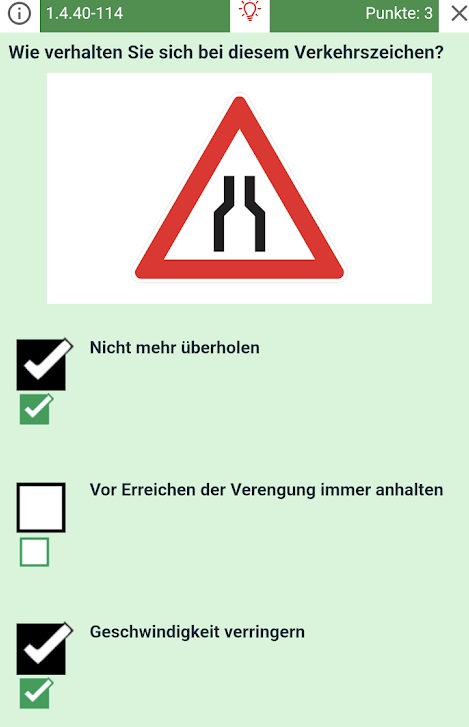 1.4.40-114
Punkte: 3
Wie verhalten Sie sich bei diesem Verkehrszeichen?
Nicht mehr überholen
Vor Erreichen der Verengung immer anhalten
Geschwindigkeit verringern